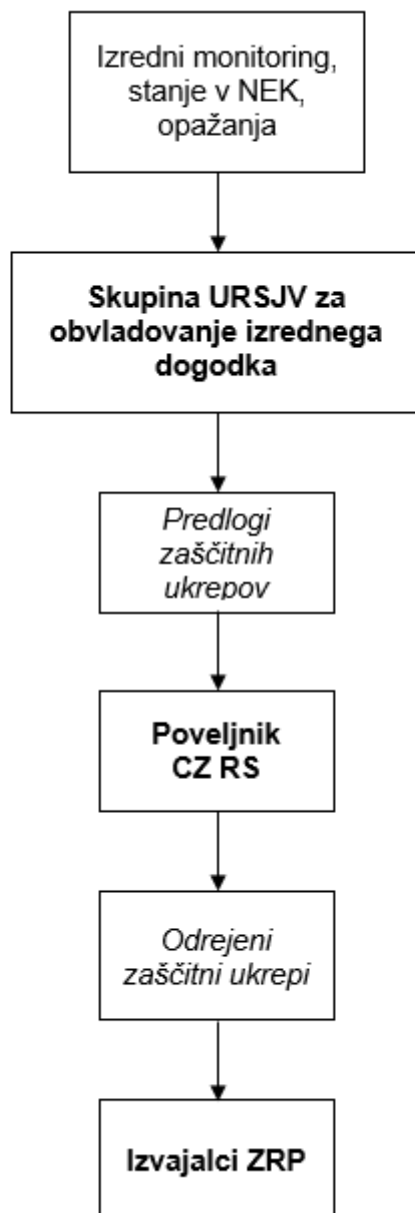 Izredni monitoring,
stanje v NEK,
opažanja
Skupina URSJV za
obvladovanje izrednega
dogodka
Predlogi
zaščitnih
ukrepov
Poveljnik
CZ RS
Odrejeni
zaščitni ukrepi
Izvajalci ZRP